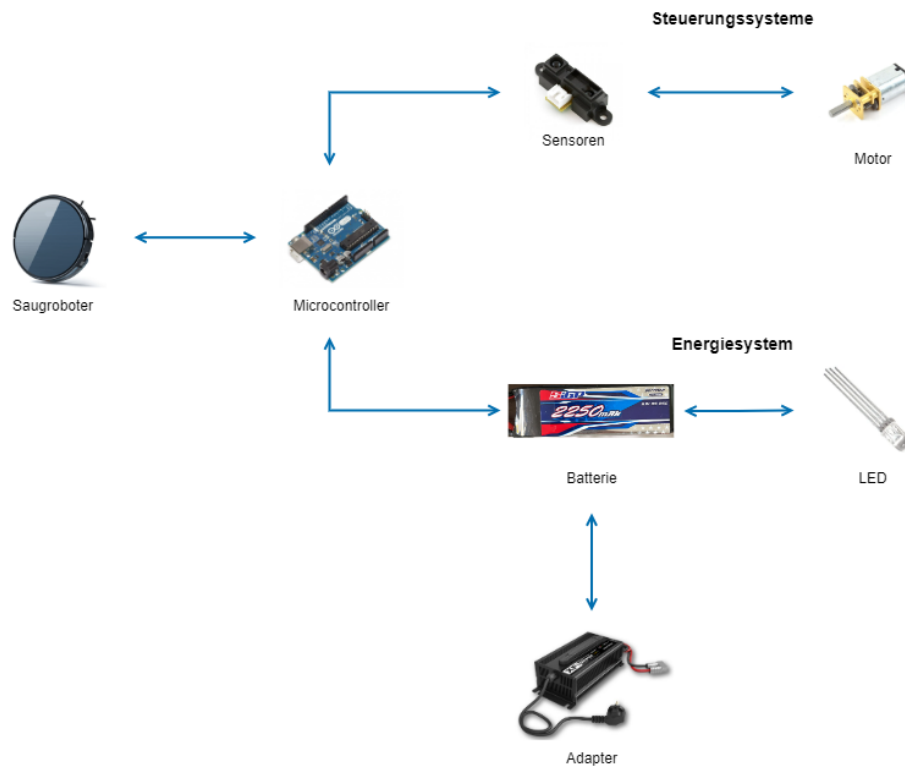 Steuerungssysteme
Sensoren
Motor
Saugroboter
Microcontroller
Energiesystem
2250mAh
Batterie
LED
Adapter